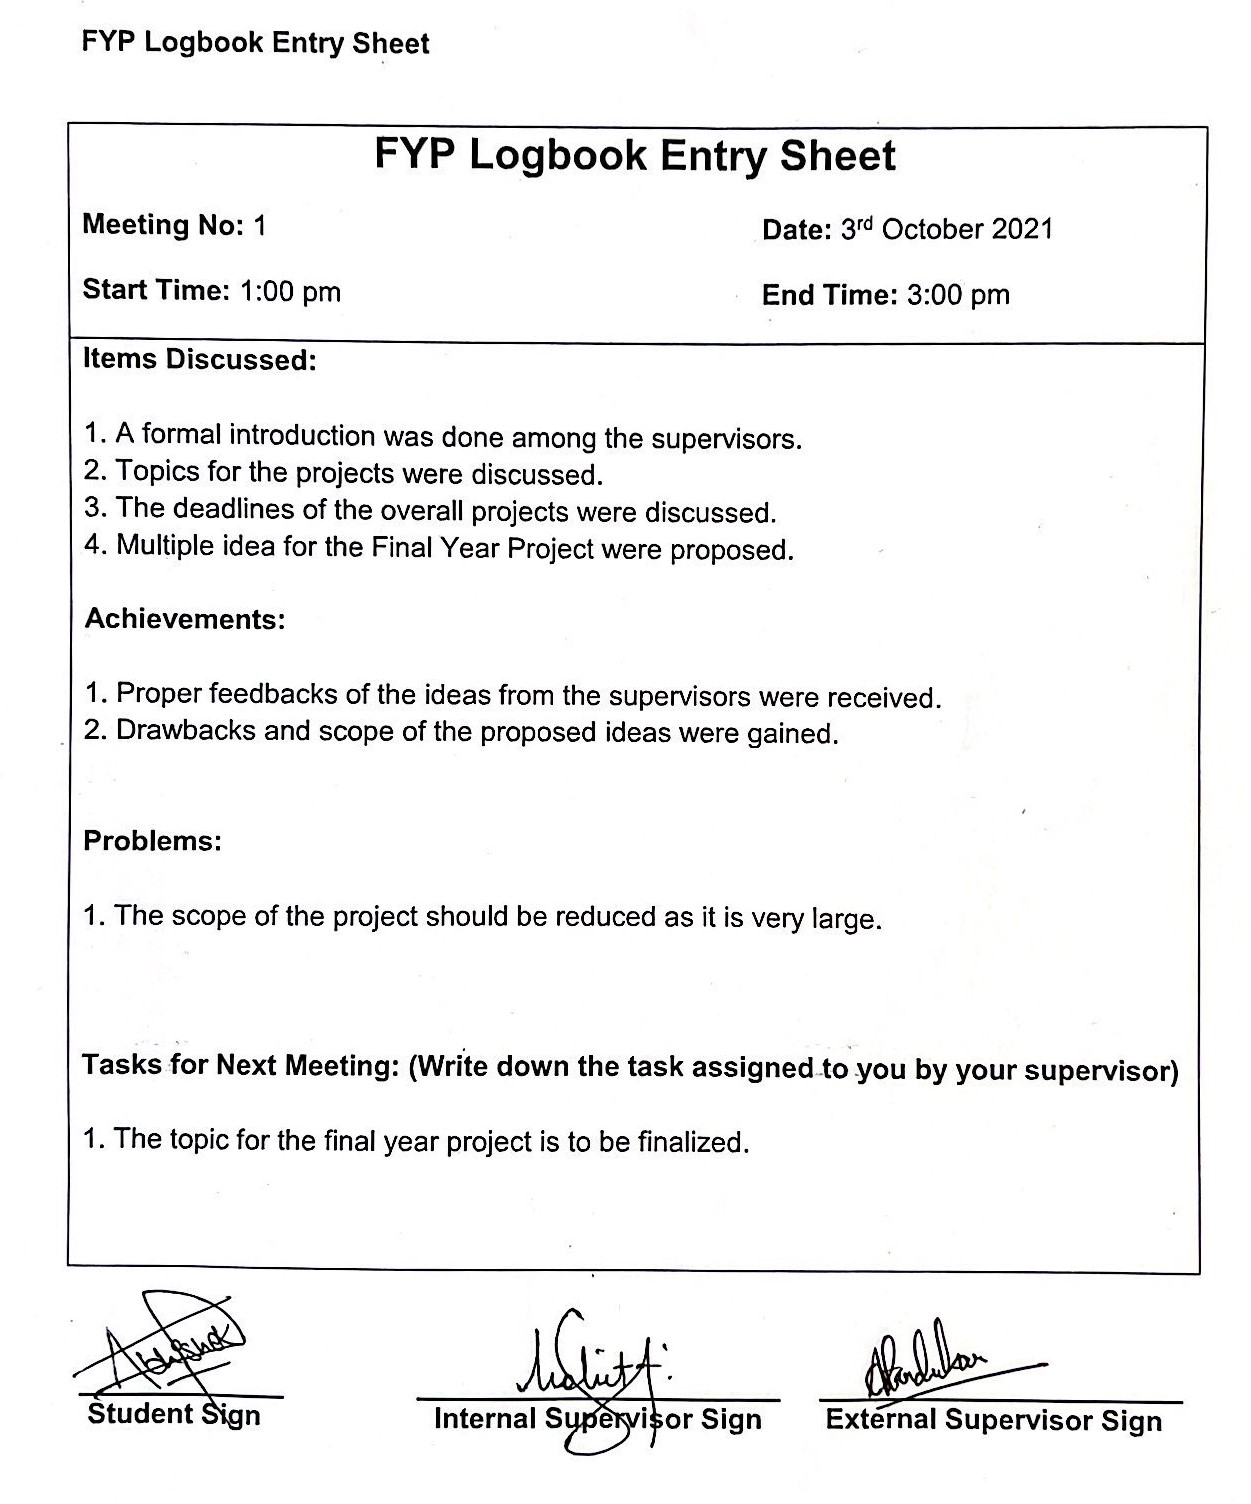 FYP Logbook Entry Sheet
FYP Logbook Entry Sheet
Meeting No: 1
Date: 3rd October 2021
Start Time: 1:00 pm
End Time: 3:00 pm
Items Discussed:
1. A formal introduction was done among the supervisors.
2. Topics for the projects were discussed.
3. The deadlines of the overall projects were discussed.
4. Multiple idea for the Final Year Project were proposed.
Achievements:
1. Proper feedbacks of the ideas from the supervisors were received.
2. Drawbacks and scope of the proposed ideas were gained.
Problems:
1. The scope of the project should be reduced as it is very large.
Tasks for Next Meeting: (Write down the task assigned to you by your supervisor)
1. The topic for the final year project is to be finalized.
Abhishek
Student Sign
Internal Supervisor Sign
External Supervisor Sign